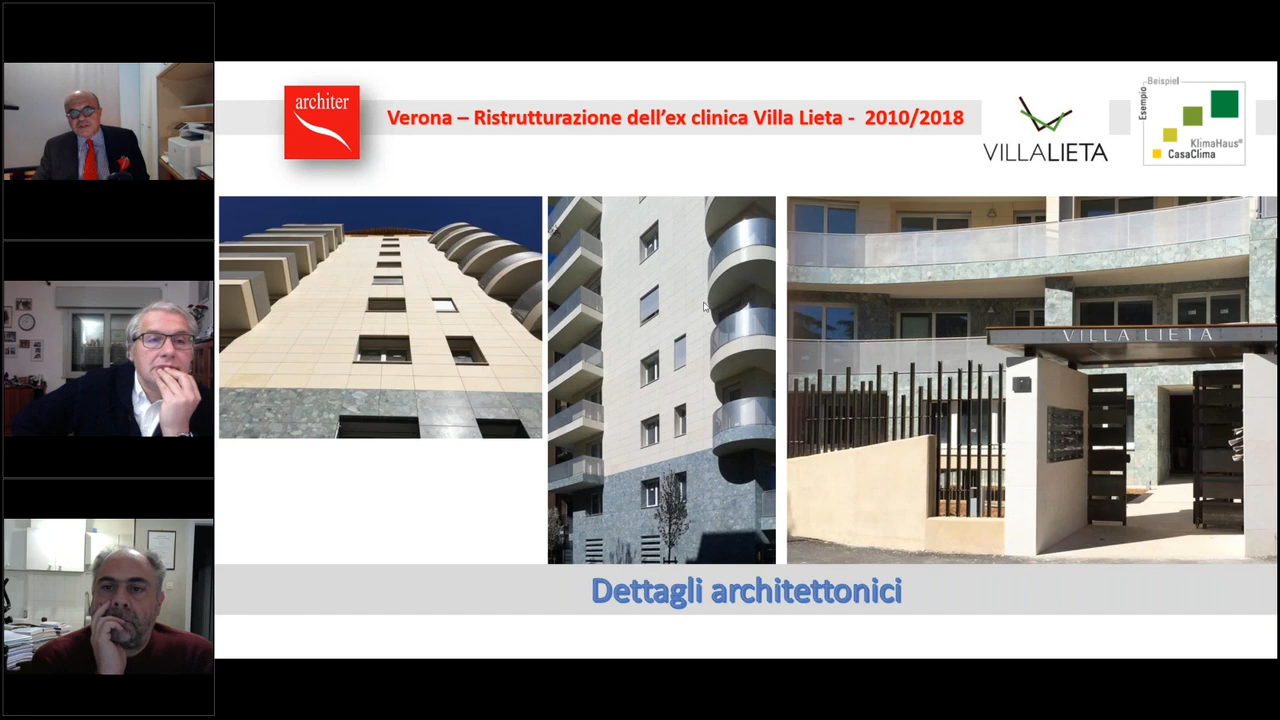 architer
Verona – Ristrutturazione dell'ex clinica Villa Lieta - 2010/2018
VILLALIETA
Esempio
Beispiel
KlimaHaus®
CasaClima
VILLA LIETA
Dettagli architettonici